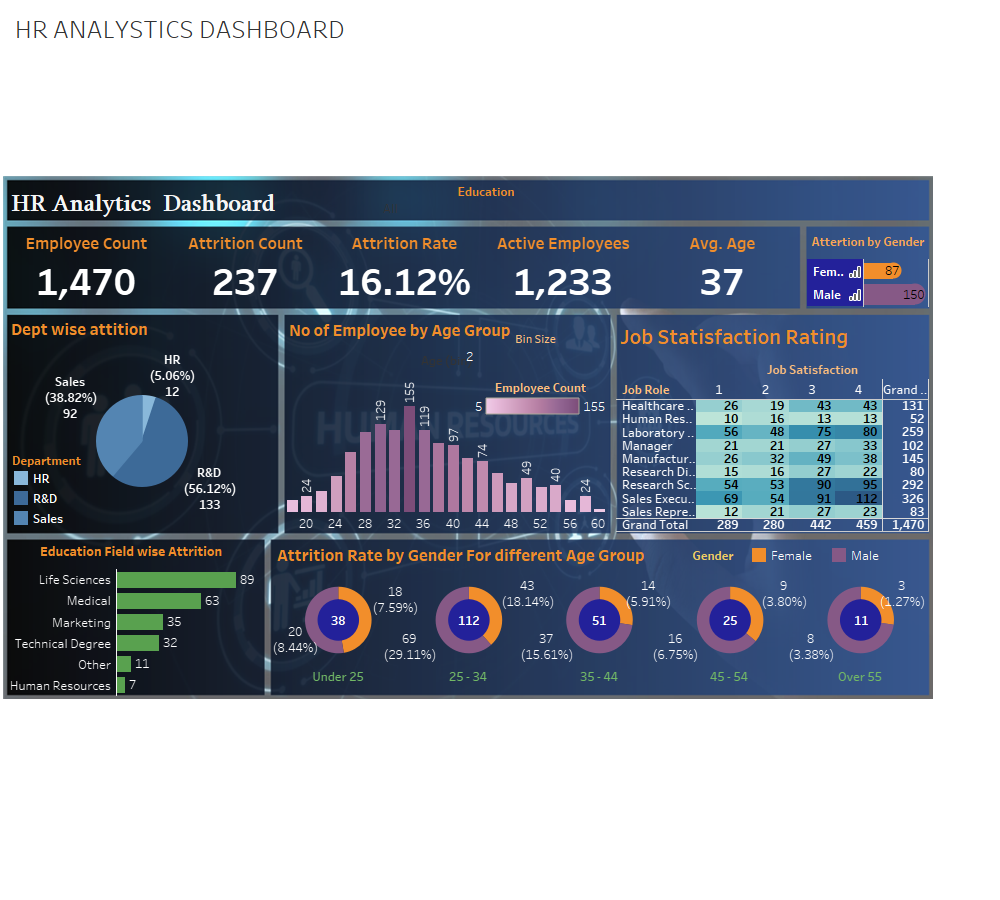 HR ANALYSTICS DASHBOARD
HR Analytics Dashboard
Education
Employee Count
Attrition Count
Attrition Rate
Active Employees
Avg. Age
1,470
237
16.12%
1,233
37
Attertion by Gender
Fem.. 87
Male 150
Dept wise attition
HR
(5.06%)
12
Sales
(38.82%)
92
R&D
(56.12%)
133
Department
HR
R&D
Sales
No of Employee by Age Group
Bin Size
2
Employee Count
5 155
24 129 155 119 97 74 49 40 24
20 24 28 32 36 40 44 48 52 56 60
HUMAN RESOURCES
Job Statisfaction Rating
Job Satisfaction
Job Role 1 2 3 4 Grand ..
Healthcare .. 26 19 43 43 131
Human Res.. 10 16 13 13 52
Laboratory .. 56 48 75 80 259
Manager 21 21 27 33 102
Manufactur.. 26 32 49 38 145
Research Di.. 15 16 27 22 80
Research Sc.. 54 53 90 95 292
Sales Execu.. 69 54 91 112 326
Sales Repre.. 12 21 27 23 83
Grand Total 289 280 442 459 1,470
Education Field wise Attrition
Life Sciences 89
Medical 63
Marketing 35
Technical Degree 32
Other 11
Human Resources 7
Attrition Rate by Gender For different Age Group
Gender
Female
Male
18
(7.59%)
38
20
(8.44%)
Under 25
43
(18.14%)
112
69
(29.11%)
25 - 34
14
(5.91%)
51
37
(15.61%)
35 - 44
9
(3.80%)
25
16
(6.75%)
45 - 54
3
(1.27%)
11
8
(3.38%)
Over 55